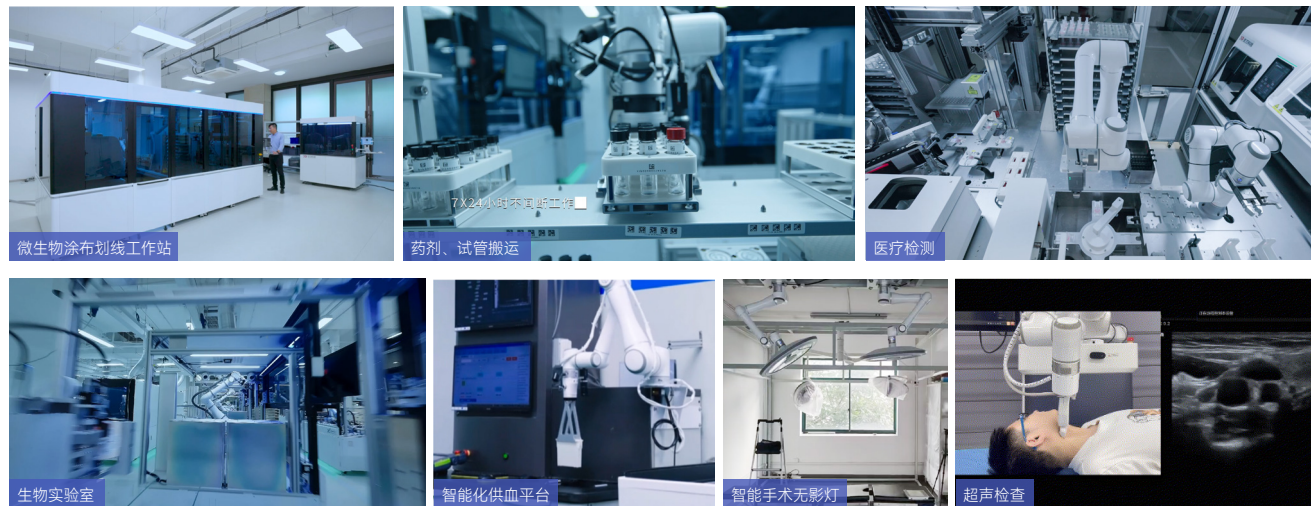 7X24小时不间断工作
微生物涂布划线工作站
药剂、试管搬运
医疗检测
生物实验室
智能化供血平台
智能手术无影灯
超声检查